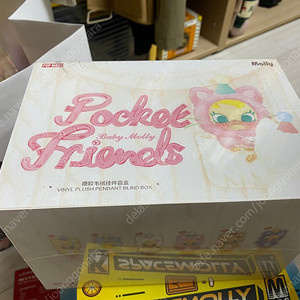 POP MART
Molly
Pocket
Baby Molly
Friends
搪胶毛绒挂件盲盒
VINYL PLUSH PENDANT BLIND BOX
SPACE MOLLY